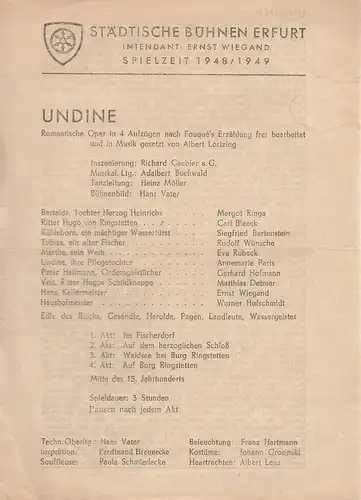 STÄDTISCHE BÜHNEN ERFURT
INTENDANT: ERNST WIEGAND
SPIELZEIT 1948/1949
UNDINE
Romantische Oper in 4 Aufzügen nach Fouqué's Erzählung frei bearbeitet
und in Musik gesetzt von Albert Lortzing
Inszenierung: Richard Gaebler a. G.
Musikal. Ltg.: Adalbert Buchwald
Tanzleitung: Heinz Möller
Bühnenbild: Hans Vater
Bertalda, Tochter Herzog Heinrichs . . . . . Margot Ringa
Ritter Hugo von Ringstetten . . . . . Carl Bleeck
Kühleborn, ein mächtiger Wasserfürst . . . . . Siegfried Bartenstein
Tobias, ein alter Fischer . . . . . Rudolf Wünsche
Marthe, sein Weib . . . . . Eva Ruback
Undine, ihre Pflegetochter . . . . . Annemarie Paris
Pater Heilmann, Ordensgeistlicher . . . . . Gerhard Hofmann
Veit, Ritter Hugos Schildknappe . . . . . Matthias Detmar
Hans, Kellermeister . . . . . Ernst Wiegand
Haushofmeister . . . . . Werner Hufschmidt
Edle des Reichs, Gesandte, Herolde, Pagen, Landleute, Wassergeister
1. Akt: Im Fischerdorf
2. Akt: Auf dem herzoglichen Schloß
3. Akt: Waldsee bei Burg Ringstetten
4. Akt: Auf Burg Ringstetten
Mitte des 15. Jahrhunderts
Spieldauer: 3 Stunden
Pausen nach jedem Akt
Techn. Oberltg.: Hans Vater Beleuchtung: Franz Hartmann
Inspektion: Ferdinand Brennecke Kostüme: Johann Grosinski
Souffleuse: Paula Schmierlecke Haartrachten: Albert Lenz